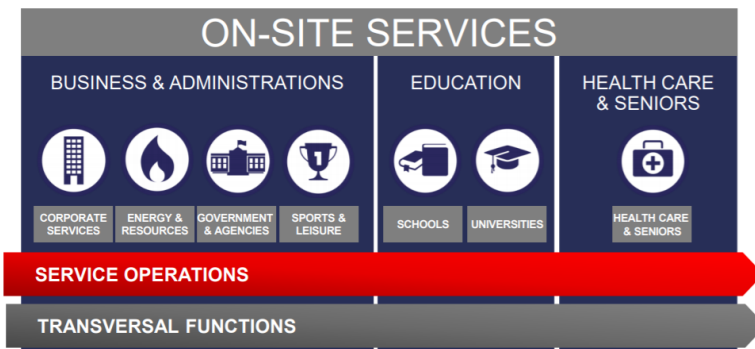 ON-SITE SERVICES
BUSINESS & ADMINISTRATIONS
EDUCATION
HEALTH CARE
& SENIORS
1
CORPORATE
SERVICES
ENERGY &
RESOURCES
GOVERNMENT
& AGENCIES
SPORTS &
LEISURE
SCHOOLS
UNIVERSITIES
HEALTH CARE
& SENIORS
SERVICE OPERATIONS
TRANSVERSAL FUNCTIONS